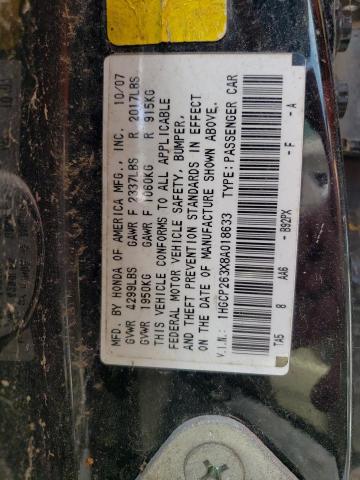 MFD. BY HONDA OF AMERICA MFG., INC. 10/07
GVWR 4299LBS GAWR F 2337LBS R 2017LBS
GVWR 1950KG GAWR F 1060KG R 915KG
THIS VEHICLE CONFORMS TO ALL APPLICABLE
FEDERAL MOTOR VEHICLE SAFETY, BUMPER,
AND THEFT PREVENTION STANDARDS IN EFFECT
ON THE DATE OF MANUFACTURE SHOWN ABOVE.
V.I.N.: 1HGCP263X8A018633 TYPE: PASSENGER CAR
TA5 8 AA6 - B92PX - F - A